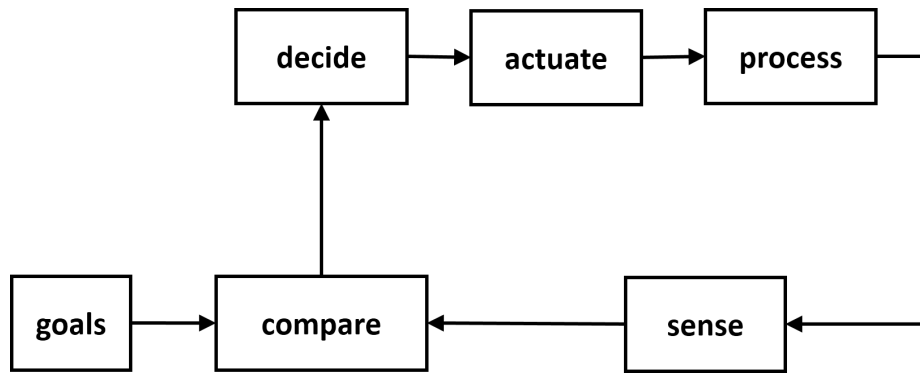 decide
actuate
process
goals
compare
sense